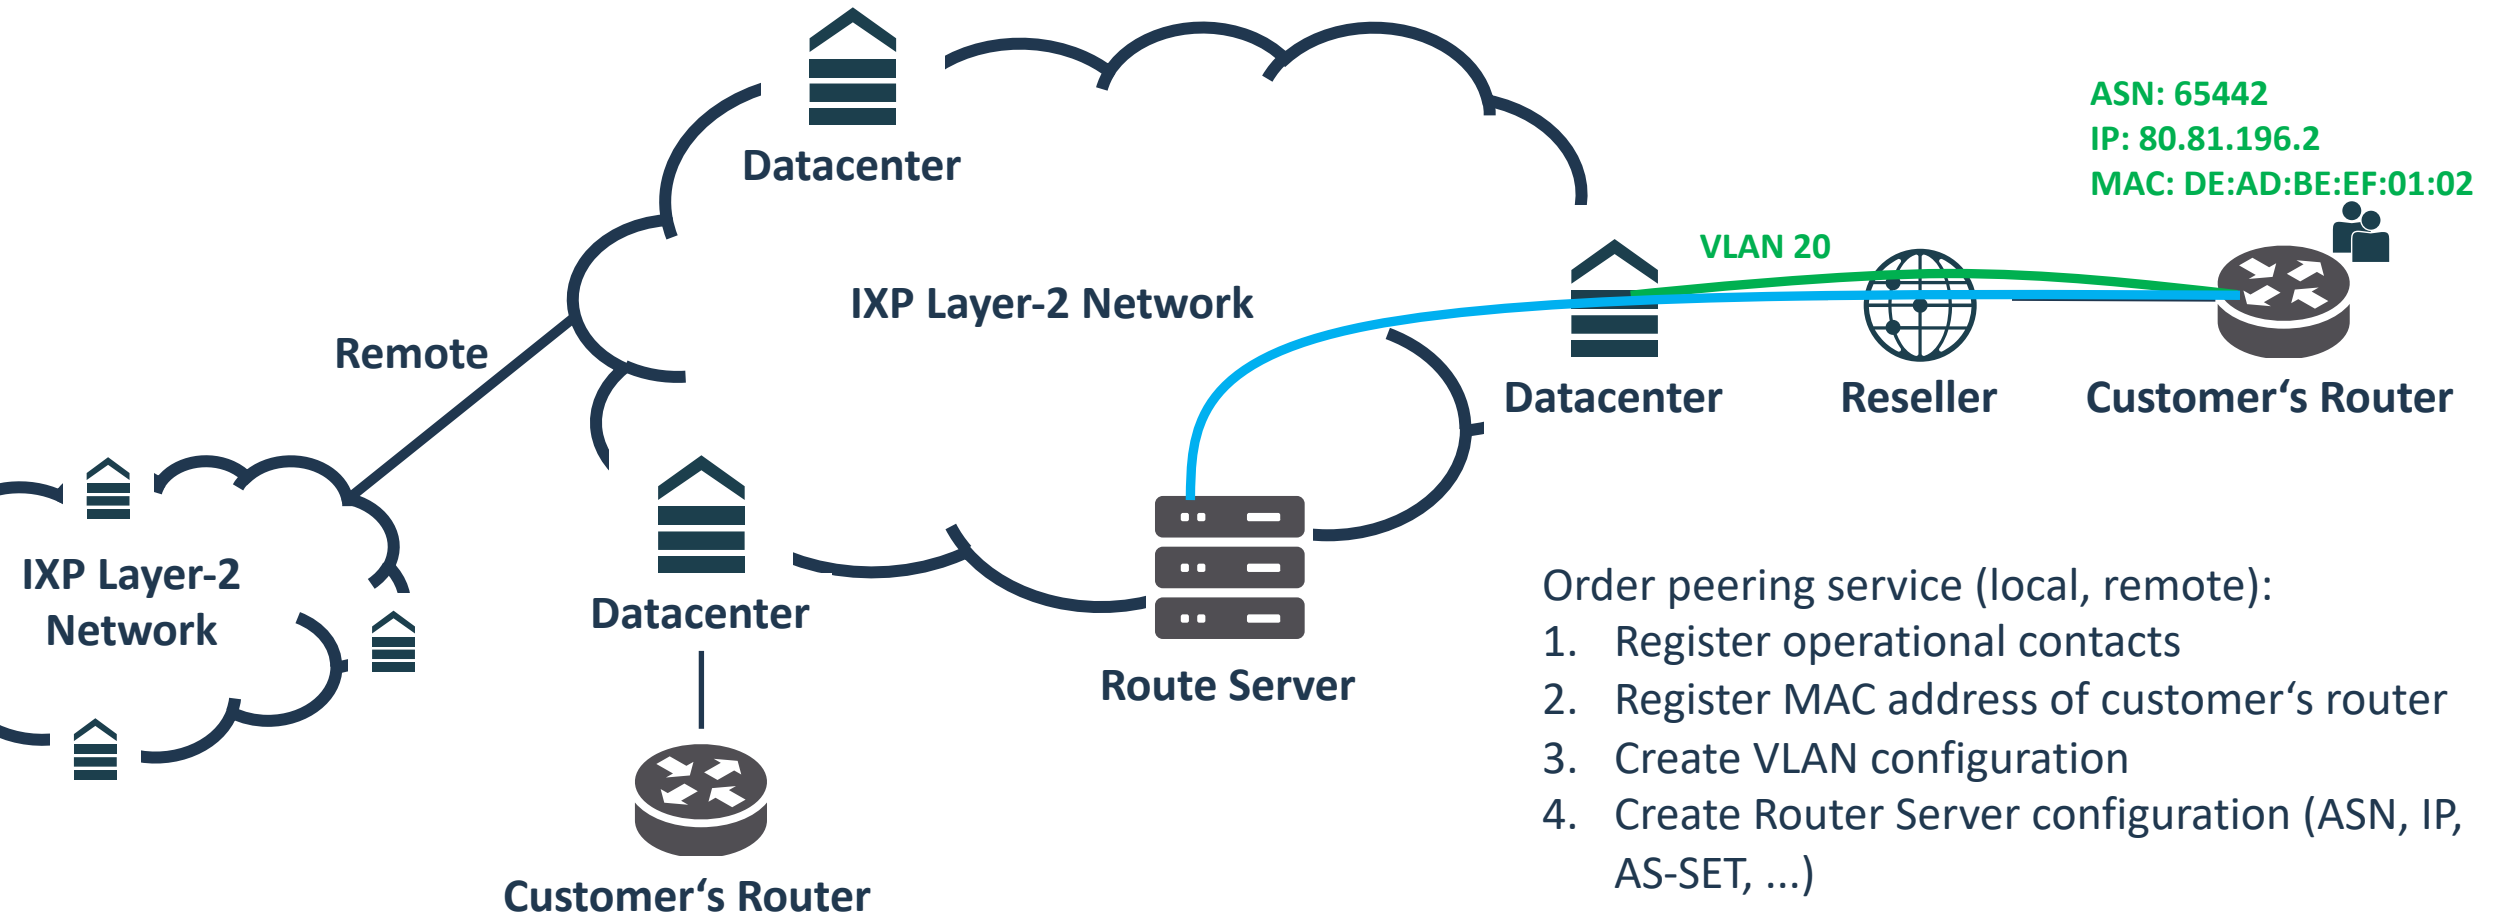 ASN: 65442
IP: 80.81.196.2
MAC: DE:AD:BE:EF:01:02
Datacenter
VLAN 20
IXP Layer-2 Network
Remote
Datacenter
Reseller
Customer‘s Router
IXP Layer-2
Network
Datacenter
Route Server
Customer‘s Router
Order peering service (local, remote):
1. Register operational contacts
2. Register MAC address of customer‘s router
3. Create VLAN configuration
4. Create Router Server configuration (ASN, IP,
AS-SET, ...)